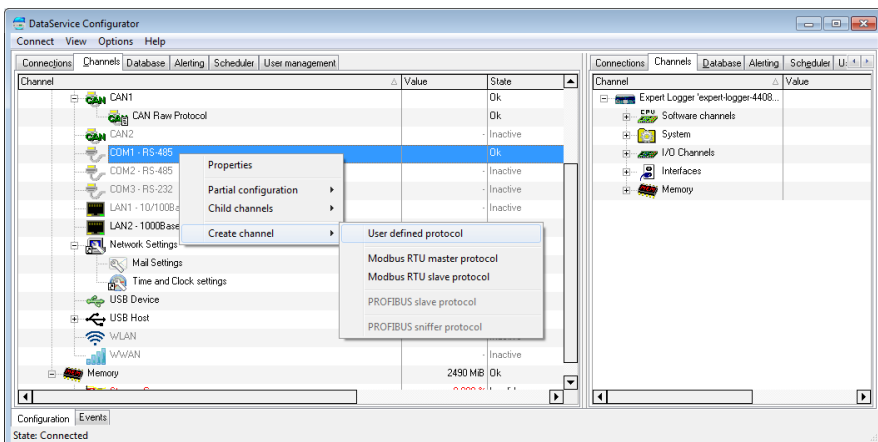 DataService Configurator
Connect View Options Help
Connections Channels Database Alerting Scheduler User management
Channel Value State
CAN1 Ok
CAN Raw Protocol Ok
CAN2 - Inactive
COM1 - RS-485 Ok
COM2 - RS-485 - Inactive
COM3 - RS-232 - Inactive
LAN1 - 10/100Ba
LAN2 - 1000Base
Network Settings
Mail Settings
Time and Clock settings
USB Device
USB Host
WLAN
WWAN - Inactive
Memory 2490 MiB Ok
Properties
Partial configuration
Child channels
Create channel
User defined protocol
Modbus RTU master protocol
Modbus RTU slave protocol
PROFIBUS slave protocol
PROFIBUS sniffer protocol
Connections Channels Database Alerting Scheduler U
Channel Value
Expert Logger 'expert-logger-4408...
Software channels
System
I/O Channels
Interfaces
Memory
Configuration Events
State: Connected